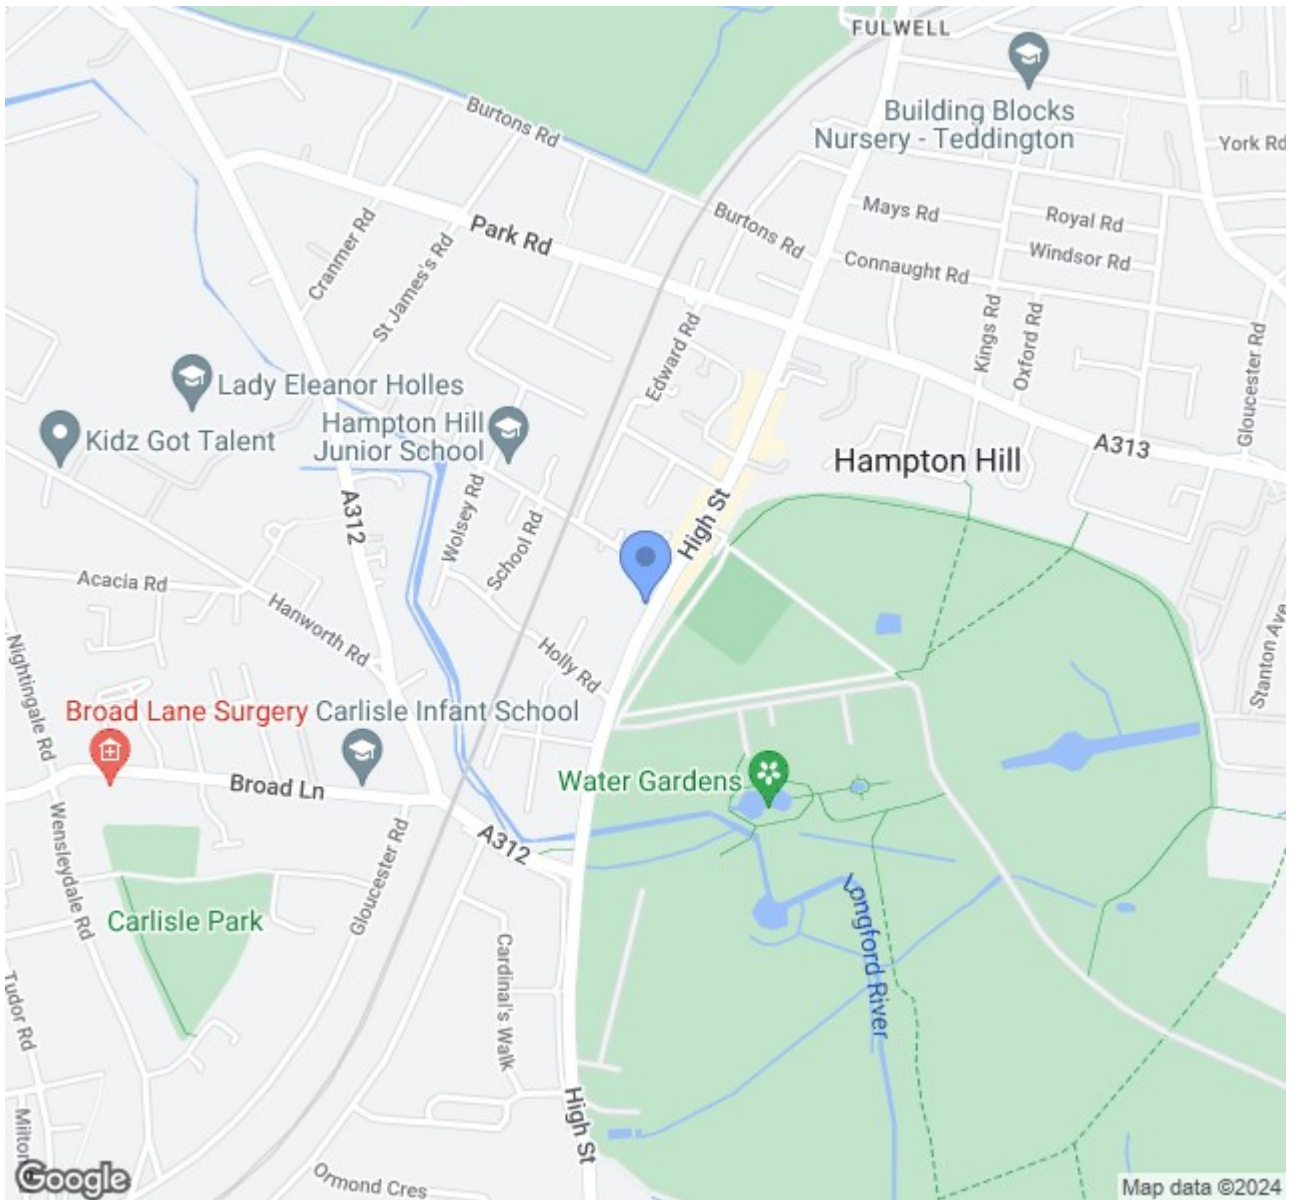 FULWELL
Building Blocks
Nursery - Teddington
York Rd
Burtons Rd
Mays Rd
Royal Rd
Burtons Rd
Park Rd
Cranmer Rd
St James's Rd
Connaught Rd
Windsor Rd
Kings Rd
Oxford Rd
Gloucester Rd
Edward Rd
Lady Eleanor Holles
Hampton Hill
Junior School
Kidz Got Talent
Hampton Hill
A313
A312
Wolsey Rd
School Rd
High St
Acacia Rd
Hanworth Rd
Holly Rd
Nightingale Rd
Stanton Ave
Broad Lane Surgery
Carlisle Infant School
Broad Ln
Water Gardens
A312
Wensleydale Rd
Gloucester Rd
Carlisle Park
Longford River
Cardinal's Walk
Tudor Rd
High St
Ormond Cres
Google
Map data ©2024